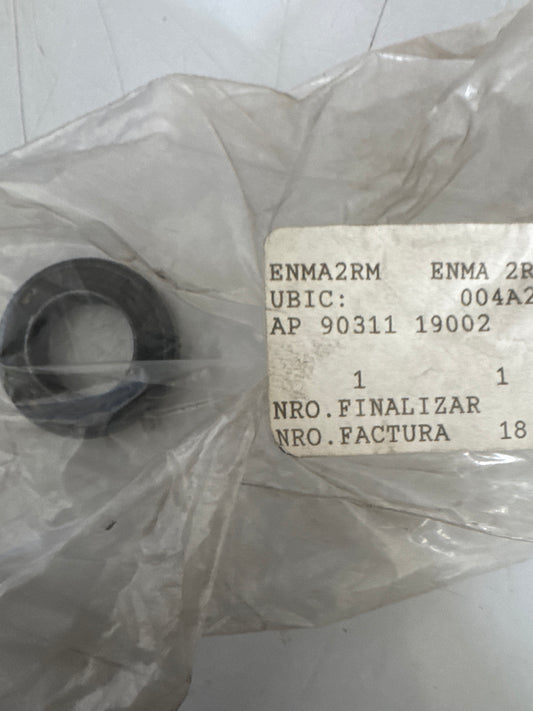 ENMA2RM ENMA 2R
UBIC: 004A2
AP 90311 19002
1 1
NRO.FINALIZAR
NRO.FACTURA 18